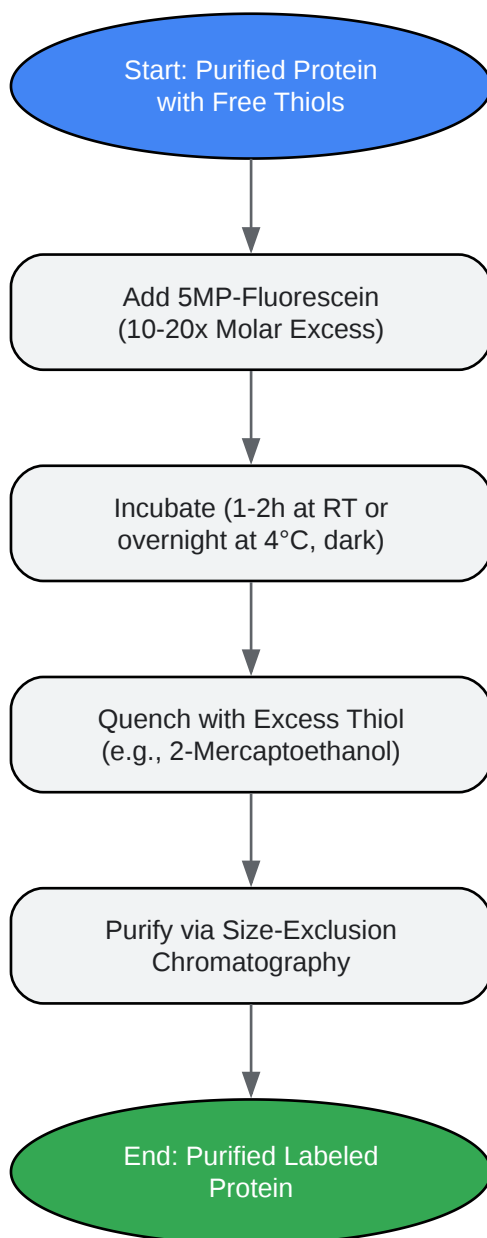 Start: Purified Protein
with Free Thiols
Add 5MP-Fluorescein
(10-20x Molar Excess)
Incubate (1-2h at RT or
overnight at 4°C, dark)
Quench with Excess Thiol
(e.g., 2-Mercaptoethanol)
Purify via Size-Exclusion
Chromatography
End: Purified Labeled
Protein